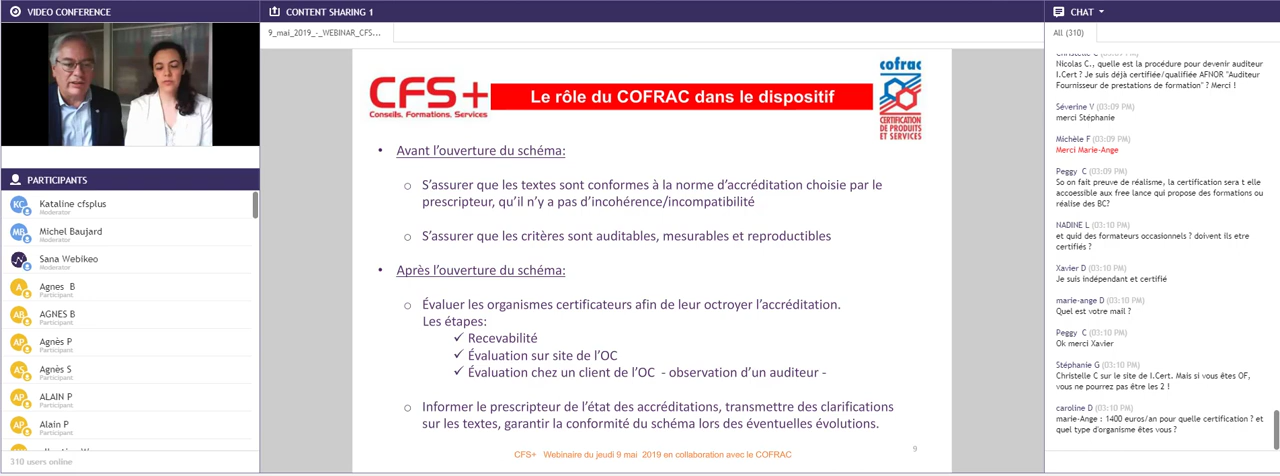 VIDEO CONFERENCE
PARTICIPANTS
KC
Kataline cfsplus
Moderator
MB
Michel Baujard
Moderator
Sana Webikeo
Moderator
A
Agnes B
Participant
AB
AGNES B
Participant
AP
Agnès P
Participant
AS
Agnès S
Participant
AP
ALAIN P
Participant
AP
Alain P
Participant
310 users online
CONTENT SHARING 1
9_mai_2019_-_WEBINAR_CFS...
CFS+
Conseils, Formations, Services
Le rôle du COFRAC dans le dispositif
cofrac
CERTIFICATION
DE PRODUITS
ET SERVICES
• Avant l'ouverture du schéma:
o S'assurer que les textes sont conformes à la norme d'accréditation choisie par le
prescripteur, qu'il n'y a pas d'incohérence/incompatibilité
o S'assurer que les critères sont auditables, mesurables et reproductibles
• Après l'ouverture du schéma:
o Évaluer les organismes certificateurs afin de leur octroyer l'accréditation.
Les étapes:
✓ Recevabilité
✓ Évaluation sur site de l'OC
✓ Évaluation chez un client de l'OC - observation d'un auditeur -
o Informer le prescripteur de l'état des accréditations, transmettre des clarifications
sur les textes, garantir la conformité du schéma lors des éventuelles évolutions.
CFS+ Webinaire du jeudi 9 mai 2019 en collaboration avec le COFRAC
9
CHAT
All (310)
Christelle C (03:09 PM)
Nicolas C., quelle est la procédure pour devenir auditeur
I.Cert ? Je suis déjà certifiée/qualifiée AFNOR "Auditeur
Fournisseur de prestations de formation" ? Merci !
Séverine V (03:09 PM)
merci Stéphanie
Michèle F (03:09 PM)
Merci Marie-Ange
Peggy C (03:09 PM)
So on fait preuve de réalisme, la certification sera t elle
accoessible aux free lance qui propose des formations ou
réalise des BC?
NADINE L (03:10 PM)
et quid des formateurs occasionnels ? doivent ils etre
certifiés ?
Xavier D (03:10 PM)
Je suis indépendant et certifié
marie-ange D (03:10 PM)
Quel est votre mail ?
Peggy C (03:10 PM)
Ok merci Xavier
Stéphanie G (03:10 PM)
Christelle C sur le site de I.Cert. Mais si vous êtes OF,
vous ne pourrez pas être les 2 !
caroline D (03:10 PM)
marie-Ange : 1400 euros/an pour quelle certification ? et
quel type d'organisme êtes vous ?